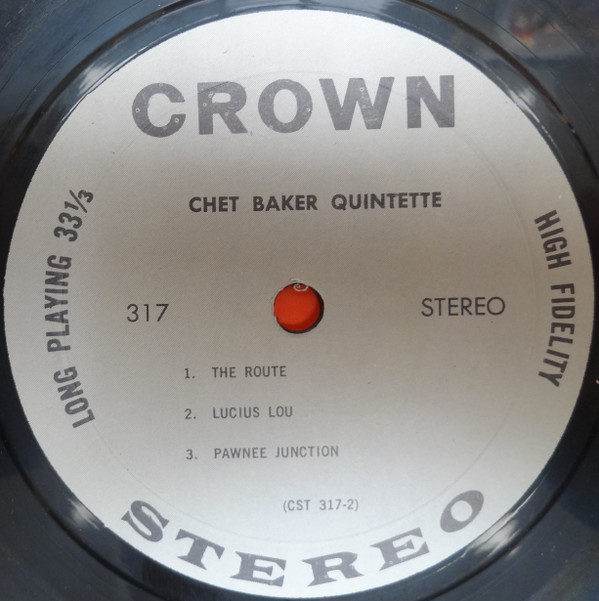 CROWN
CHET BAKER QUINTETTE
LONG PLAYING 33⅓
HIGH FIDELITY
317
STEREO
1. THE ROUTE
2. LUCIUS LOU
3. PAWNEE JUNCTION
(CST 317-2)
STEREO